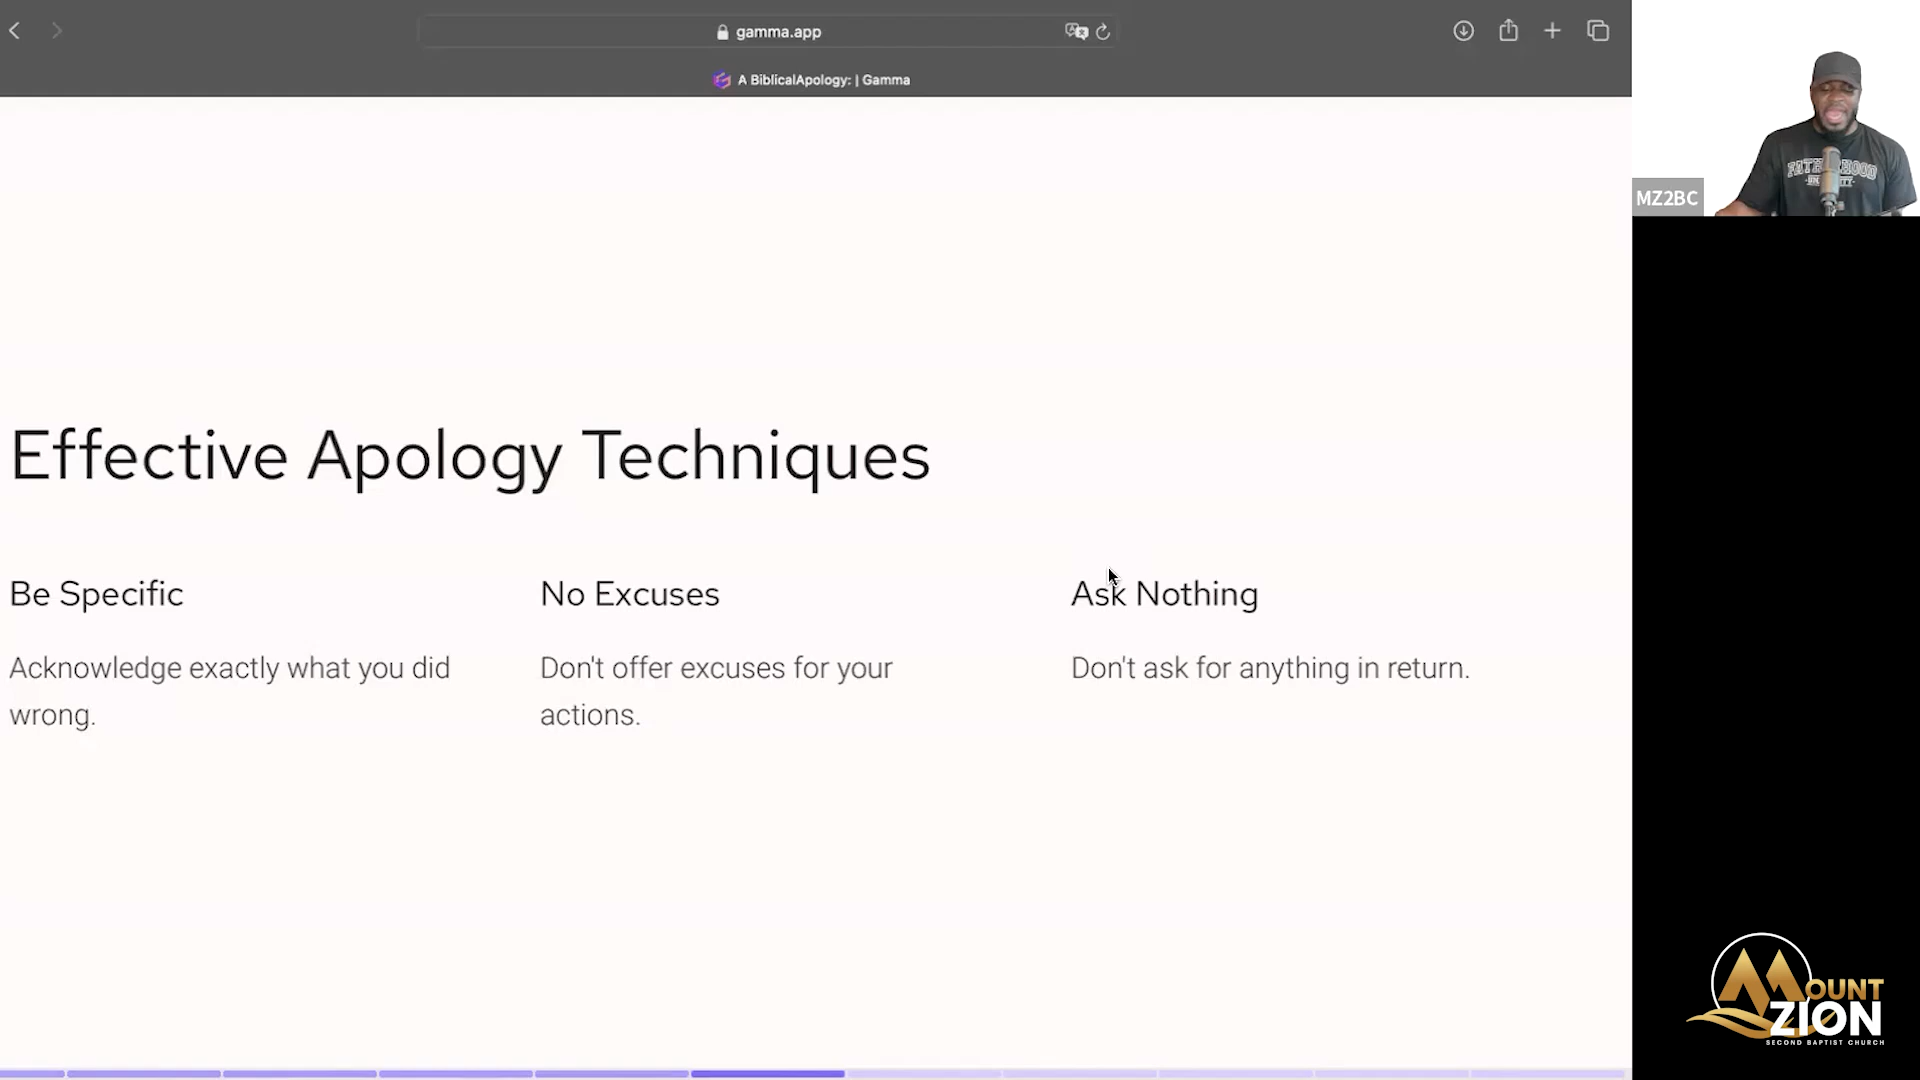 gamma.app
A BiblicalApology: | Gamma
MZ2BC
FATHERHOOD
Effective Apology Techniques
Be Specific
Acknowledge exactly what you did
wrong.
No Excuses
Don't offer excuses for your
actions.
Ask Nothing
Don't ask for anything in return.
MOUNT
ZION
SECOND BAPTIST CHURCH